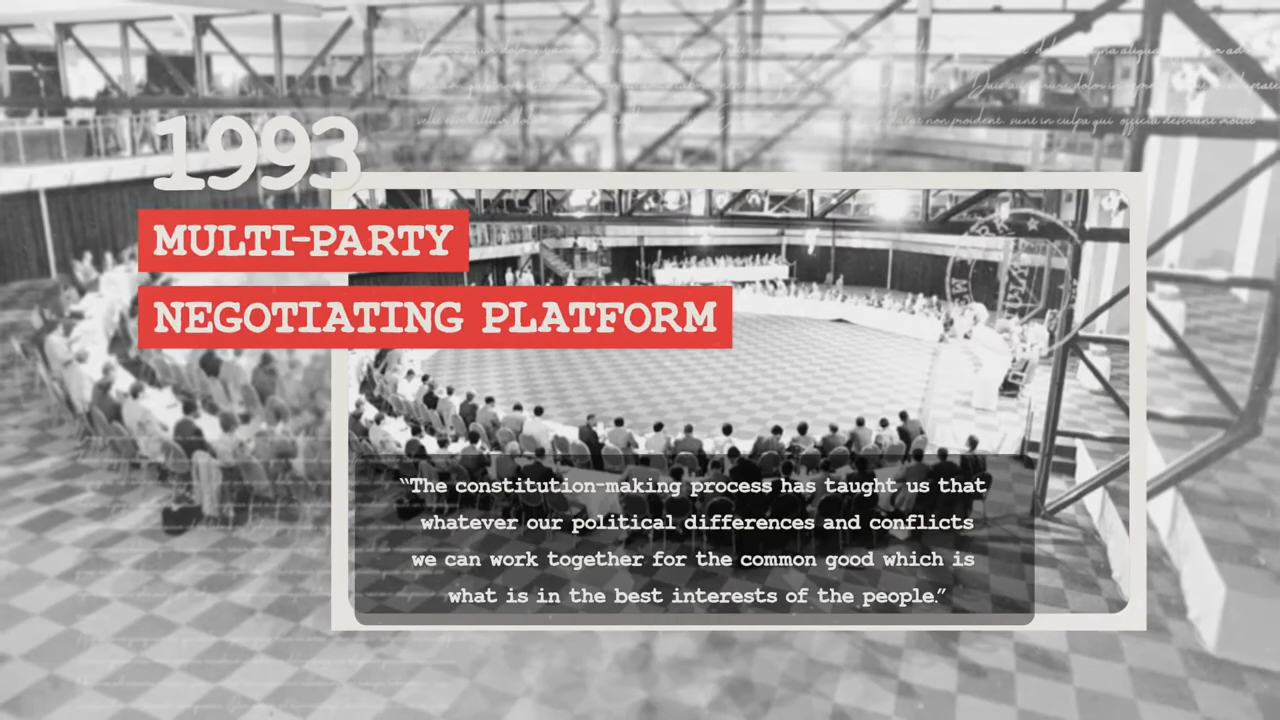 1993
MULTI-PARTY
NEGOTIATING PLATFORM
“The constitution-making process has taught us that
whatever our political differences and conflicts
we can work together for the common good which is
what is in the best interests of the people.”